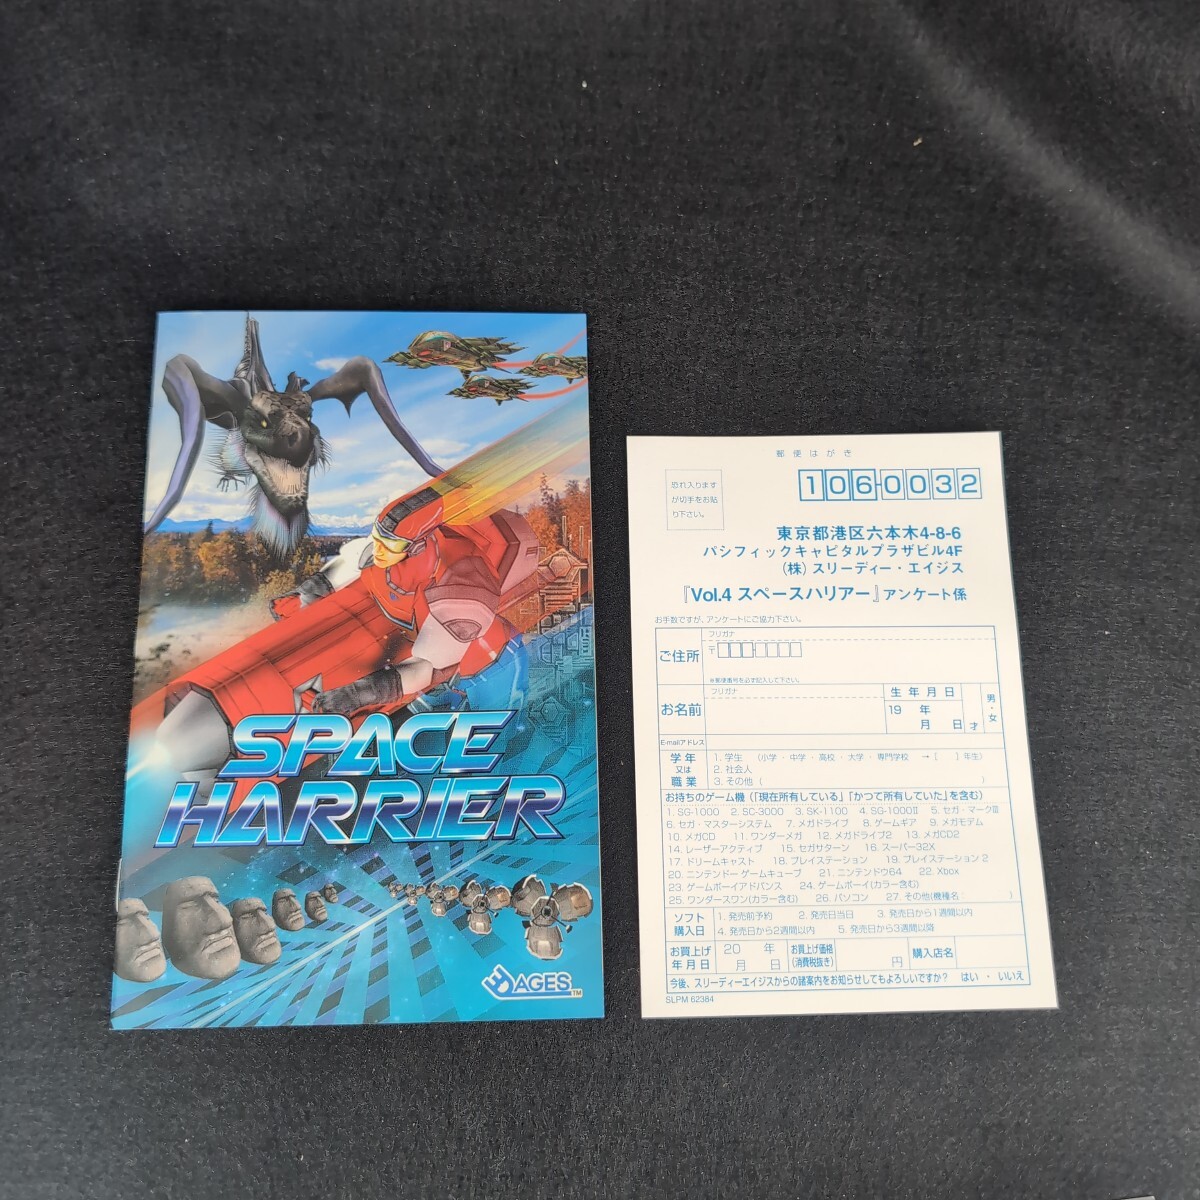 SPACE
HARRIER
3D AGES™
郵便はがき
恐れ入ります
が切手をお貼
り下さい。
106-0032
東京都港区六本木4-8-6
パシフィックキャピタルプラザビル4F
(株)スリーディー・エイジス
『Vol.4 スペースハリアー』アンケート係
お手数ですが、アンケートにご協力下さい。
ご住所
フリガナ
〒
※郵便番号を必ず記入して下さい。
お名前
フリガナ
生年月日
19 年
月 日
才
男・女
E-mailアドレス
学年
又は
職業
1. 学生 (小学・中学・高校・大学・専門学校 →[ ]年生)
2. 社会人
3. その他( )
お持ちのゲーム機(「現在所有している」「かつて所有していた」を含む)
1. SG-1000 2. SC-3000 3. SK-1100 4. SG-1000Ⅱ 5. セガ・マークⅢ
6. セガ・マスターシステム 7. メガドライブ 8. ゲームギア 9. メガモデム
10. メガCD 11. ワンダーメガ 12. メガドライブ2 13. メガCD2
14. レーザーアクティブ 15. セガサターン 16. スーパー32X
17. ドリームキャスト 18. プレイステーション 19. プレイステーション2
20. ニンテンドーゲームキューブ 21. ニンテンドウ64 22. Xbox
23. ゲームボーイアドバンス 24. ゲームボーイ(カラー含む)
25. ワンダースワン(カラー含む) 26. パソコン 27. その他(機種名: )
ソフト
購入日
1. 発売前予約 2. 発売日当日 3. 発売日から1週間以内
4. 発売日から2週間以内 5. 発売日から3週間以降
お買上げ
年月日
20 年
月 日
お買上げ価格
(消費税抜き)
円
購入店名
今後、スリーディーエイジスからの諸案内をお知らせしてもよろしいですか? はい ・ いいえ
SLPM 62384